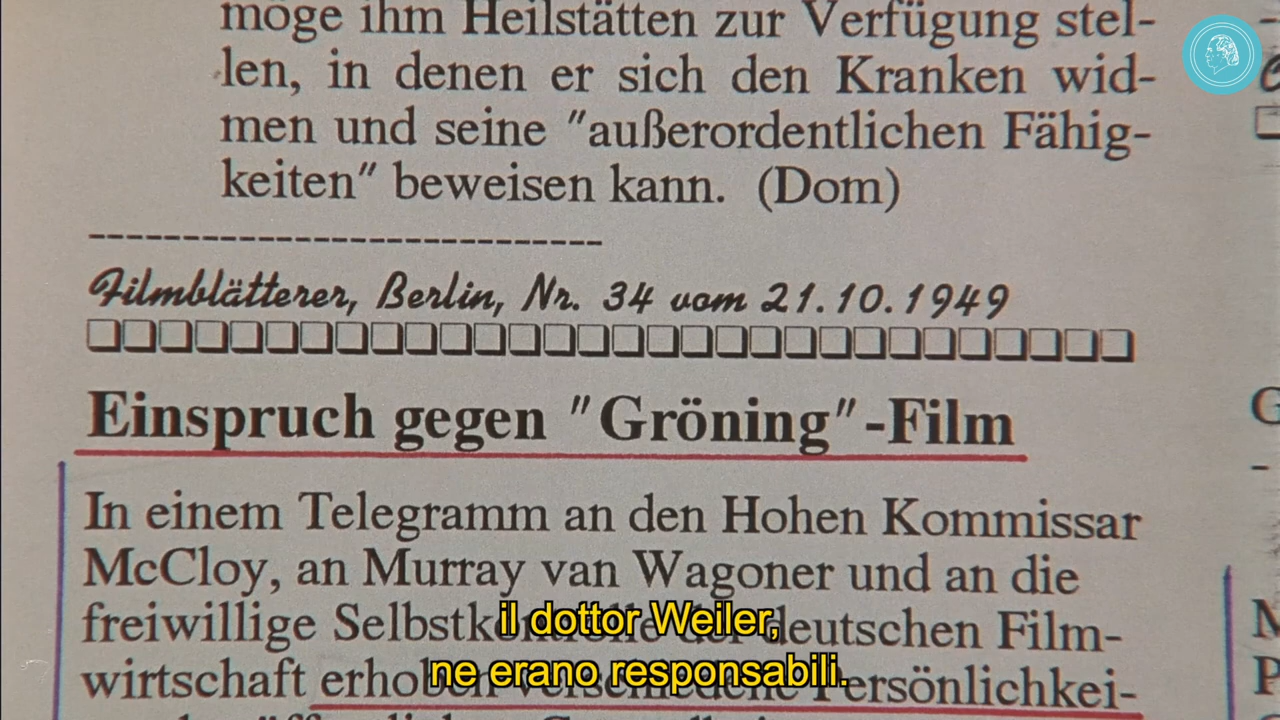 möge ihm Heilstätten zur Verfügung stel-
len, in denen er sich den Kranken wid-
men und seine "außerordentlichen Fähig-
keiten" beweisen kann. (Dom)
Filmblätterer, Berlin, Nr. 34 vom 21.10.1949
Einspruch gegen "Gröning"-Film
In einem Telegramm an den Hohen Kommissar
McCloy, an Murray van Wagoner und an die
freiwillige deutschen Film-
il dottor Weiler,
wirtschaft Persönlichkei-
ne erano responsabili.